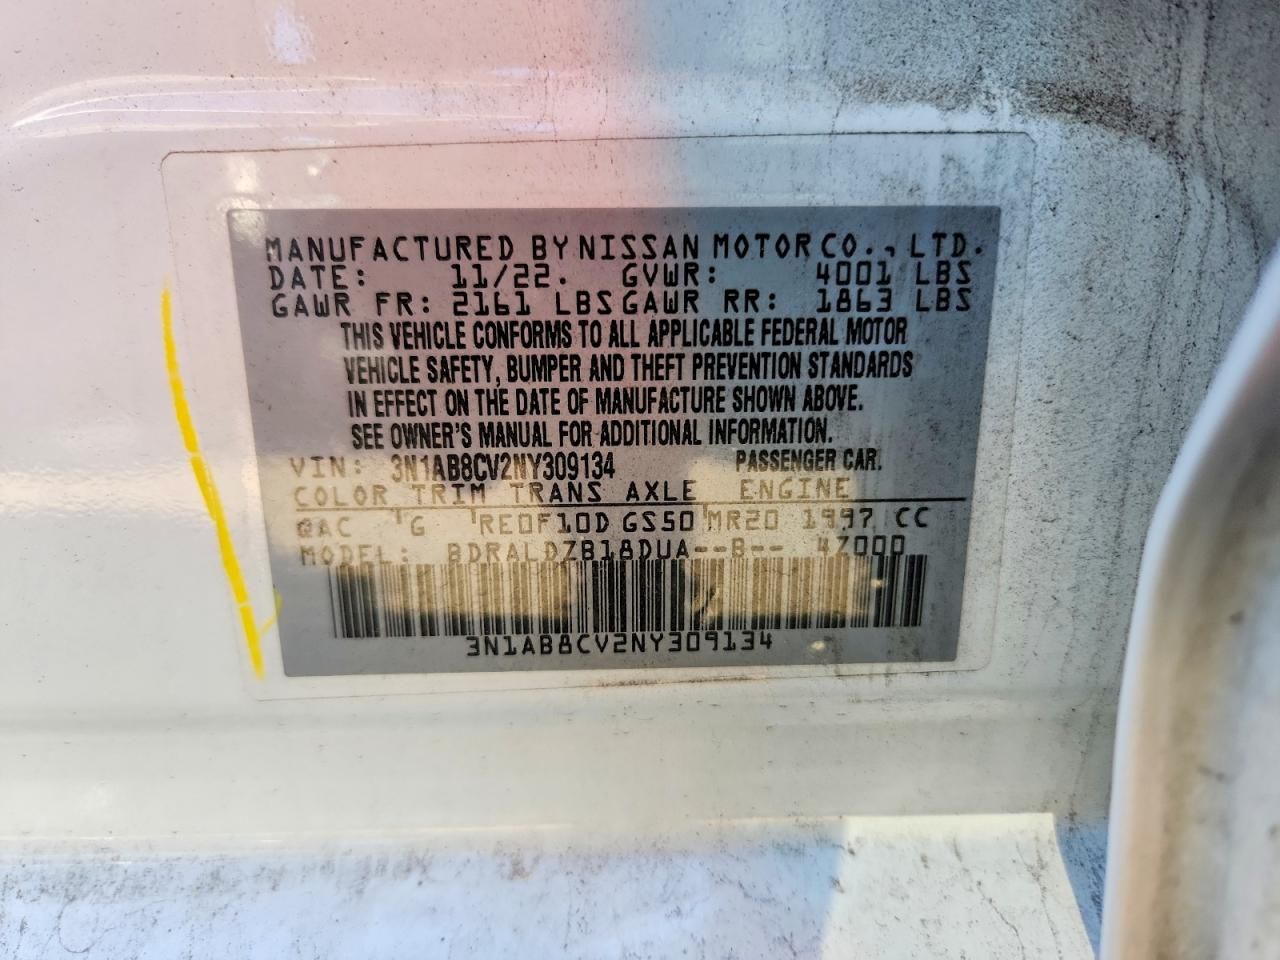 MANUFACTURED BY NISSAN MOTOR CO., LTD.
DATE: 11/22. GVWR: 4001 LBS
GAWR FR: 2161 LBS GAWR RR: 1863 LBS
THIS VEHICLE CONFORMS TO ALL APPLICABLE FEDERAL MOTOR
VEHICLE SAFETY, BUMPER AND THEFT PREVENTION STANDARDS
IN EFFECT ON THE DATE OF MANUFACTURE SHOWN ABOVE.
SEE OWNER'S MANUAL FOR ADDITIONAL INFORMATION.
VIN: 3N1AB8CV2NY309134 PASSENGER CAR.
COLOR TRIM TRANS AXLE ENGINE
QAC G RE0F10D GS50 MR20 1997 CC
MODEL: BDRALDZB18DUA--B-- 4Z000
3N1AB8CV2NY309134